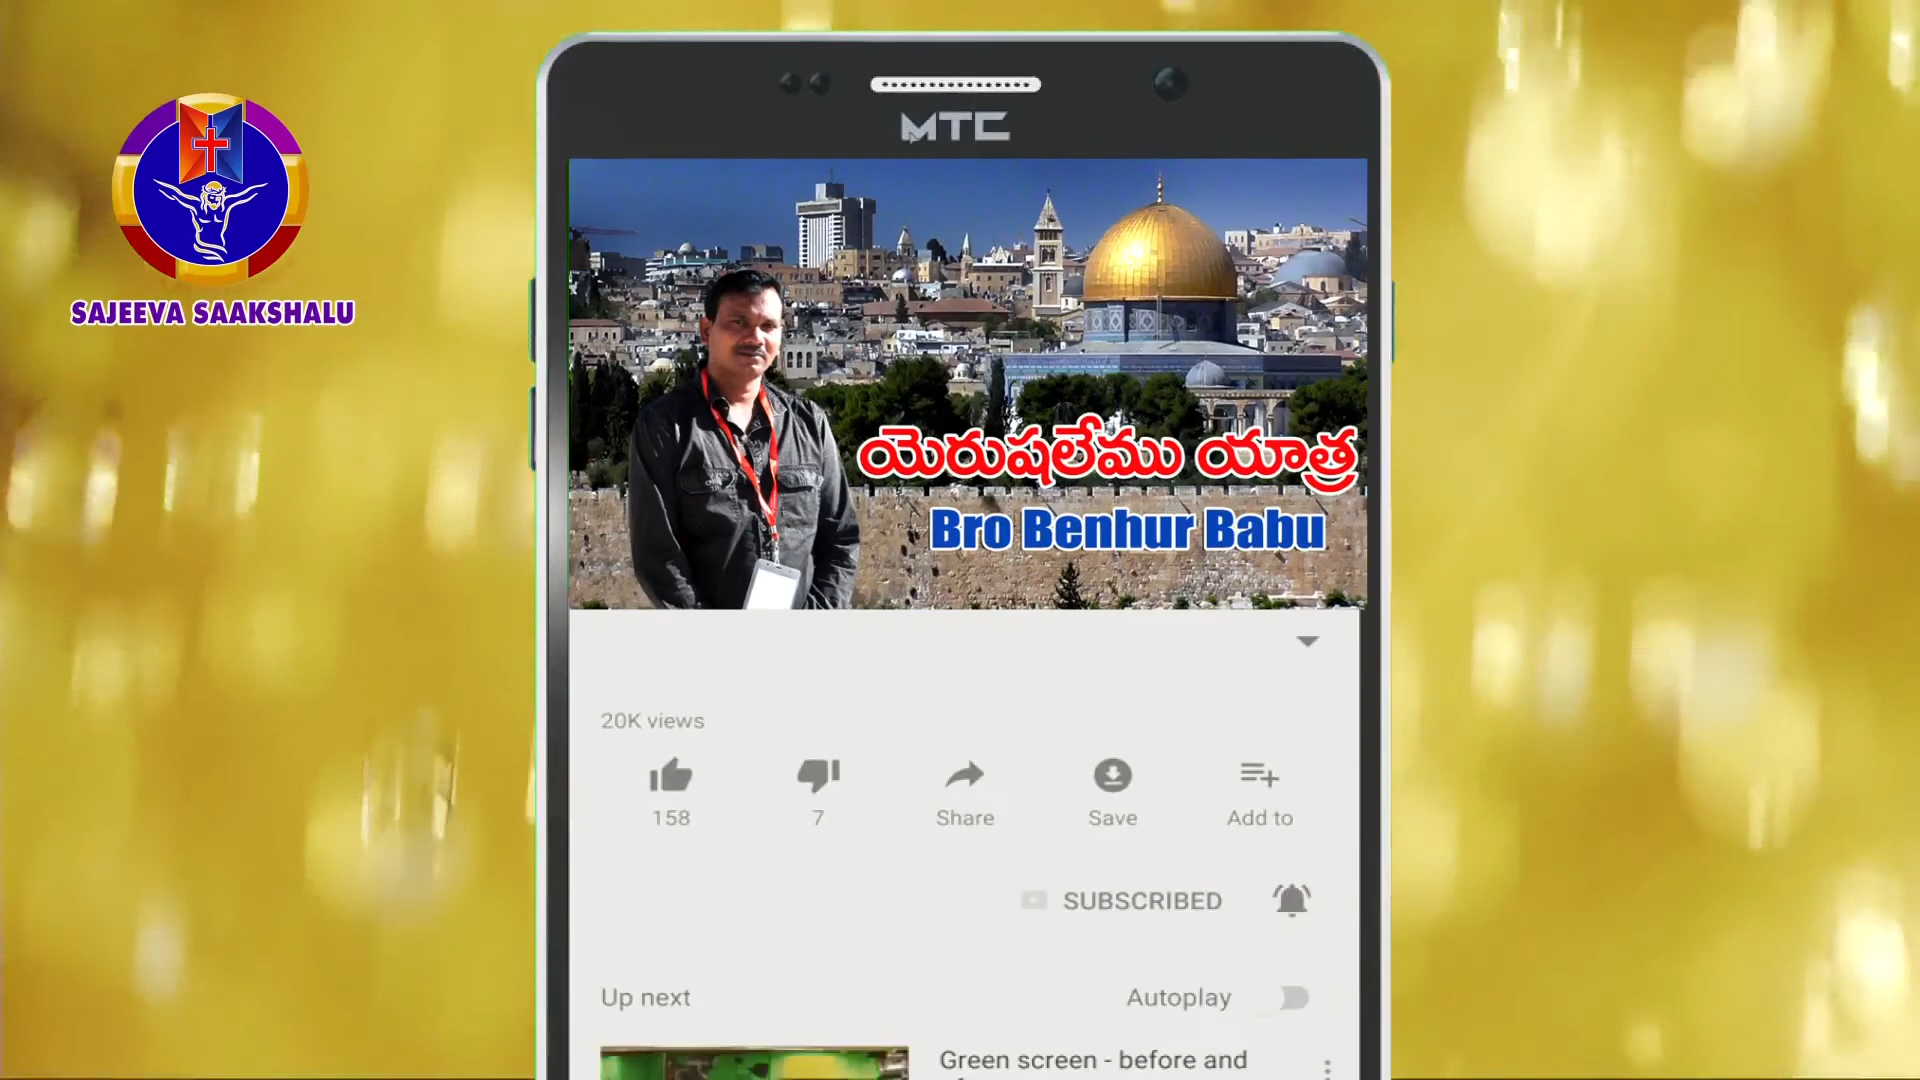 SAJEEVA SAAKSHALU
MTC
యెరుషలేము యాత్ర
Bro Benhur Babu
20K views
158
7
Share
Save
Add to
SUBSCRIBED
Up next
Autoplay
Green screen - before and